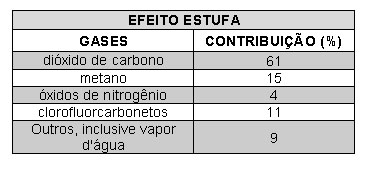 EFEITO ESTUFA
GASES CONTRIBUIÇÃO (%)
dióxido de carbono 61
metano 15
óxidos de nitrogênio 4
clorofluorcarbonetos 11
Outros, inclusive vapor
d'água 9